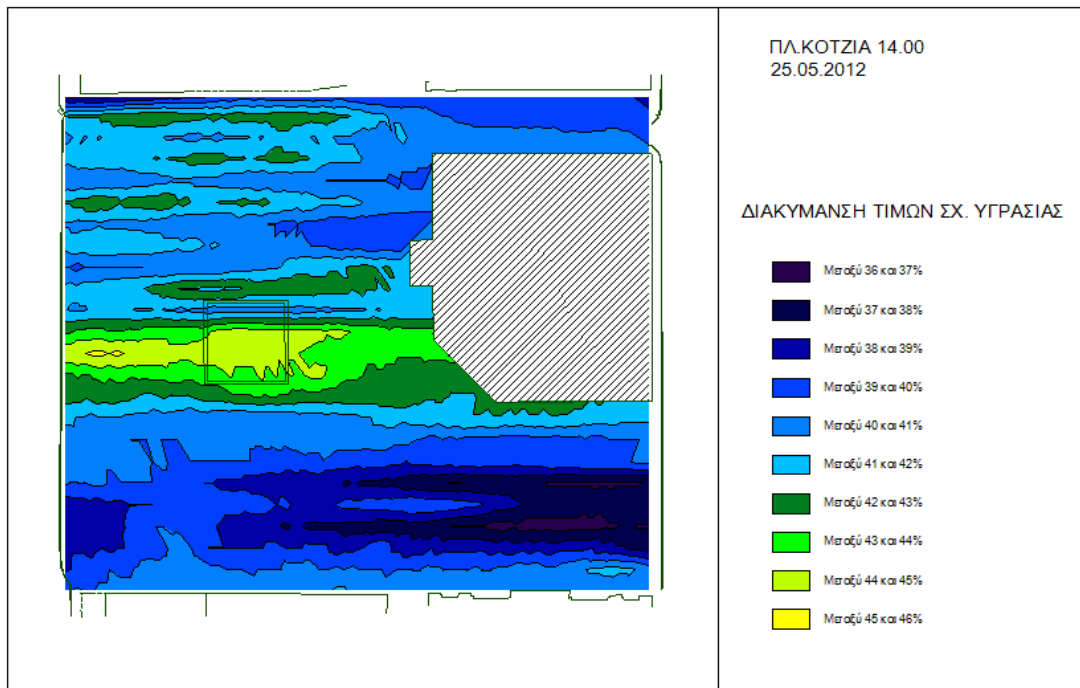 ΠΛ.ΚΟΤΖΙΑ 14.00
25.05.2012
ΔΙΑΚΥΜΑΝΣΗ ΤΙΜΩΝ ΣΧ. ΥΓΡΑΣΙΑΣ
Μεταξύ 36 και 37%
Μεταξύ 37 και 38%
Μεταξύ 38 και 39%
Μεταξύ 39 και 40%
Μεταξύ 40 και 41%
Μεταξύ 41 και 42%
Μεταξύ 42 και 43%
Μεταξύ 43 και 44%
Μεταξύ 44 και 45%
Μεταξύ 45 και 46%